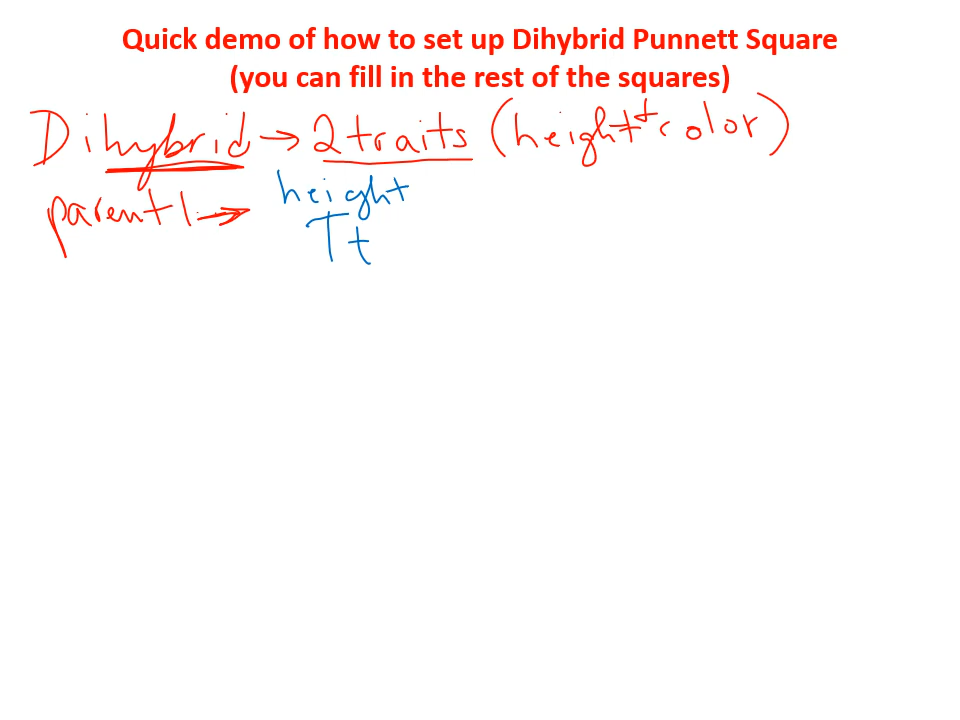 Quick demo of how to set up Dihybrid Punnett Square
(you can fill in the rest of the squares)
Dihybrid → 2 traits (height + color)
parent 1 → height
Tt